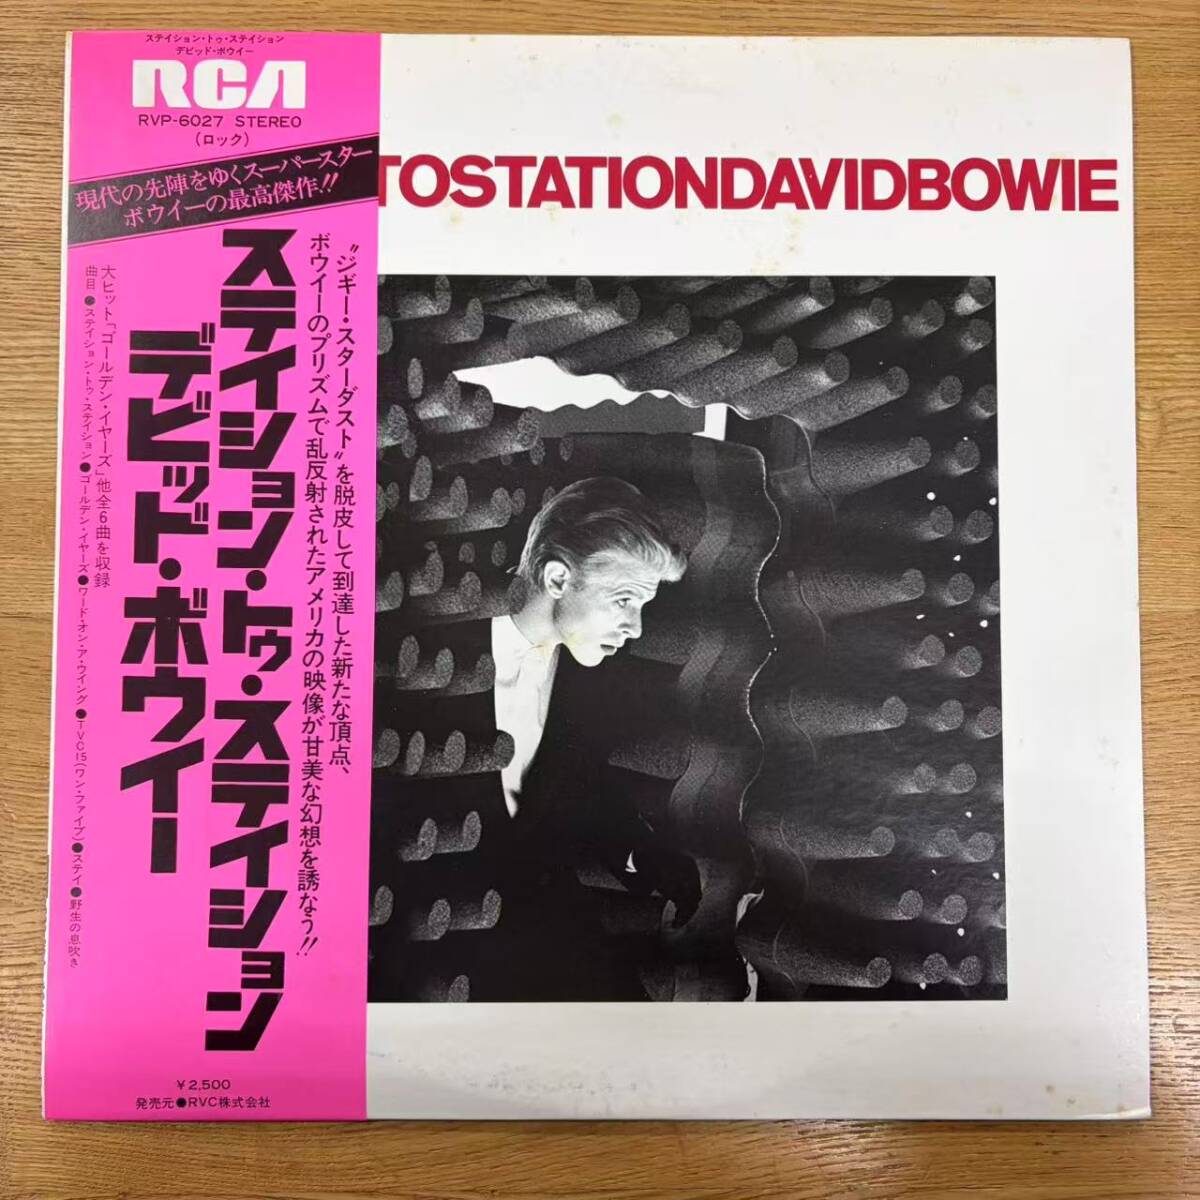 ステイション・トゥ・ステイション
デビッド・ボウイー
RCA
RVP-6027 STEREO
(ロック)
現代の先陣をゆくスーパースター
ボウイーの最高傑作!!
TOSTATIONDAVIDBOWIE
〝ジギー・スターダスト〟を脱皮して到達した新たな頂点、
ボウイーのプリズムで乱反射されたアメリカの映像が甘美な幻想を誘なう!!
ステイション・トゥ・ステイション
デビッド・ボウイー
大ヒット「ゴールデン・イヤーズ」他全6曲を収録
曲目●ステイション・トゥ・ステイション●ゴールデン・イヤーズ●ワード・オン・ア・ウイング●TVC15(ワン・ファイブ)●ステイ●野生の息吹き
¥2,500
発売元●RVC株式会社